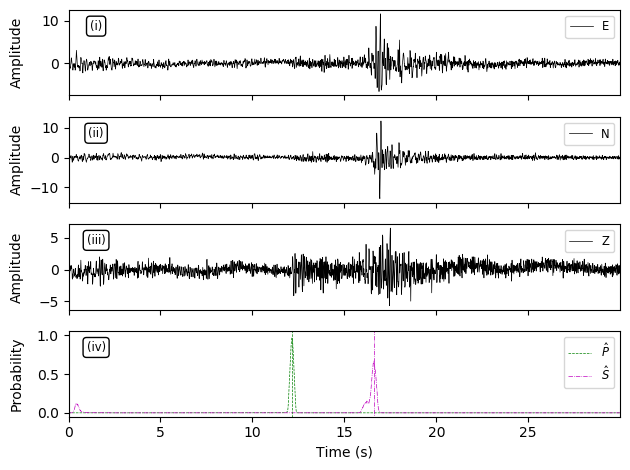 Amplitude
10
0
(i)
E
Amplitude
10
0
−10
(ii)
N
Amplitude
5
0
−5
(iii)
Z
Probability
1.0
0.5
0.0
(iv)
P̂
Ŝ
0 5 10 15 20 25
Time (s)